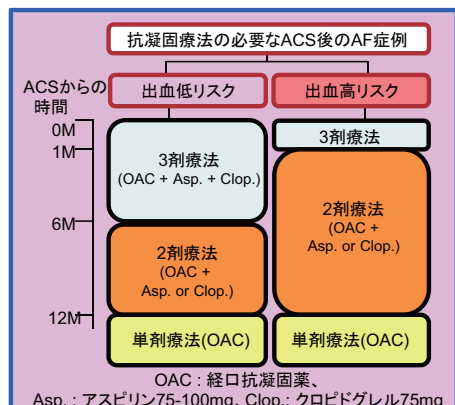 抗凝固療法の必要なACS後のAF症例
ACSからの
時間
出血低リスク
出血高リスク
0M
1M
6M
12M
3剤療法
(OAC + Asp. + Clop.)
2剤療法
(OAC +
Asp. or Clop.)
単剤療法(OAC)
3剤療法
2剤療法
(OAC +
Asp. or Clop.)
単剤療法(OAC)
OAC : 経口抗凝固薬、
Asp. : アスピリン75-100mg、Clop.: クロピドグレル75mg